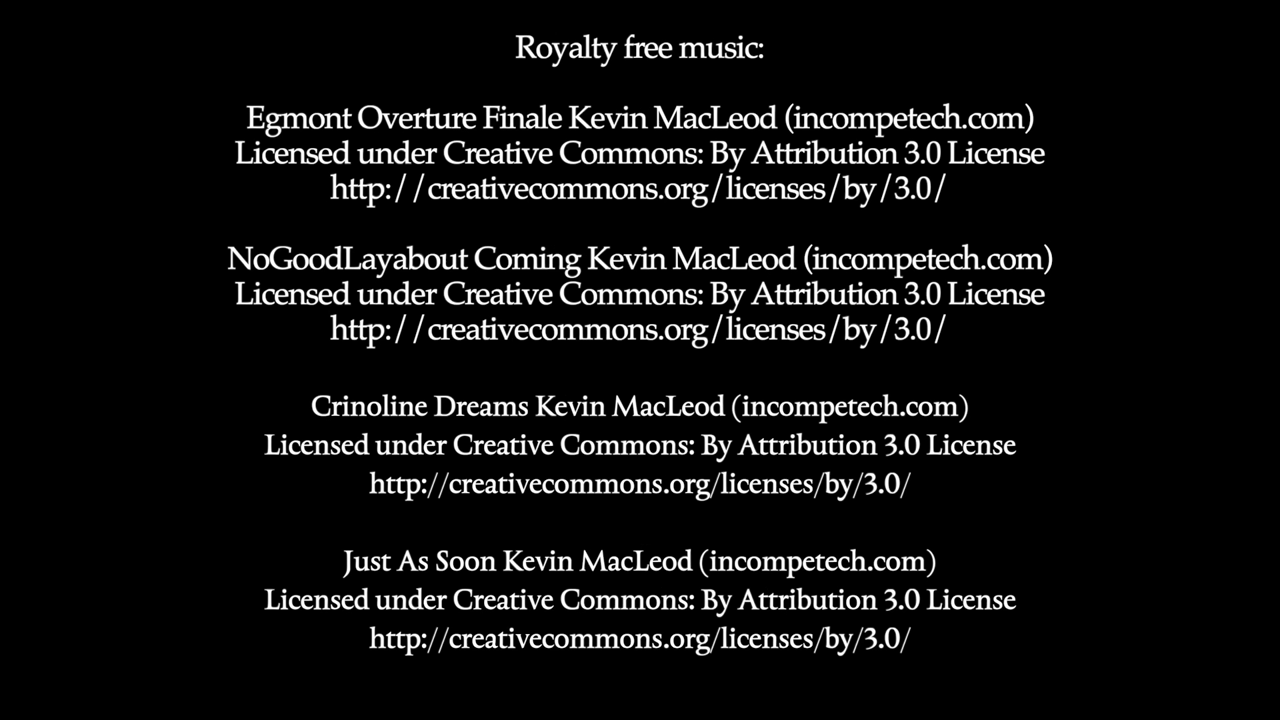 Royalty free music:
Egmont Overture Finale Kevin MacLeod (incompetech.com)
Licensed under Creative Commons: By Attribution 3.0 License
http://creativecommons.org/licenses/by/3.0/
NoGoodLayabout Coming Kevin MacLeod (incompetech.com)
Licensed under Creative Commons: By Attribution 3.0 License
http://creativecommons.org/licenses/by/3.0/
Crinoline Dreams Kevin MacLeod (incompetech.com)
Licensed under Creative Commons: By Attribution 3.0 License
http://creativecommons.org/licenses/by/3.0/
Just As Soon Kevin MacLeod (incompetech.com)
Licensed under Creative Commons: By Attribution 3.0 License
http://creativecommons.org/licenses/by/3.0/